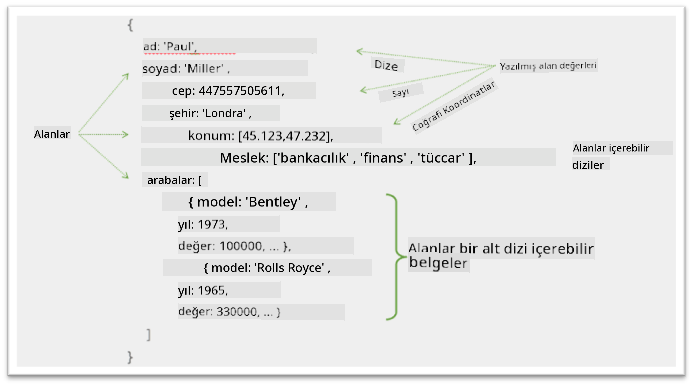 {
ad: 'Paul',
soyad: 'Miller' ,
cep: 447557505611,
şehir: 'Londra' ,
konum: [45.123,47.232],
Meslek: ['bankacılık' , 'finans' , 'tüccar' ],
arabalar: [
{ model: 'Bentley' ,
yıl: 1973,
değer: 100000, ... },
{ model: 'Rolls Royce' ,
yıl: 1965,
değer: 330000, ... }
]
}
Alanlar
Dize
Sayı
Coğrafi Koordinatlar
Yazılmış alan değerleri
Alanlar içerebilir
diziler
Alanlar bir alt dizi içerebilir
belgeler